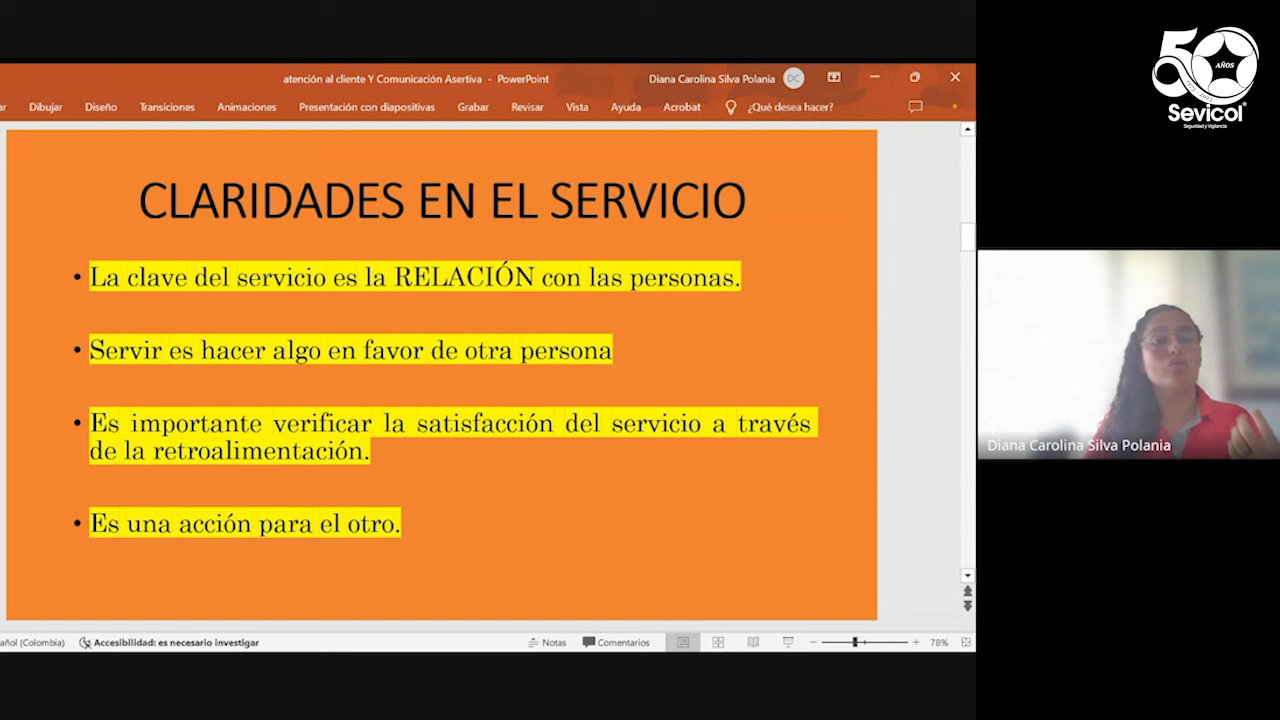 50
AÑOS
Sevicol
Seguridad y Vigilancia
atención al cliente Y Comunicación Asertiva - PowerPoint
Diana Carolina Silva Polania
DC
ar Dibujar Diseño Transiciones Animaciones Presentación con diapositivas Grabar Revisar Vista Ayuda Acrobat ¿Qué desea hacer?
CLARIDADES EN EL SERVICIO
• La clave del servicio es la RELACIÓN con las personas.
• Servir es hacer algo en favor de otra persona
• Es importante verificar la satisfacción del servicio a través
de la retroalimentación.
• Es una acción para el otro.
Diana Carolina Silva Polania
añol (Colombia) Accesibilidad: es necesario investigar Notas Comentarios 78%